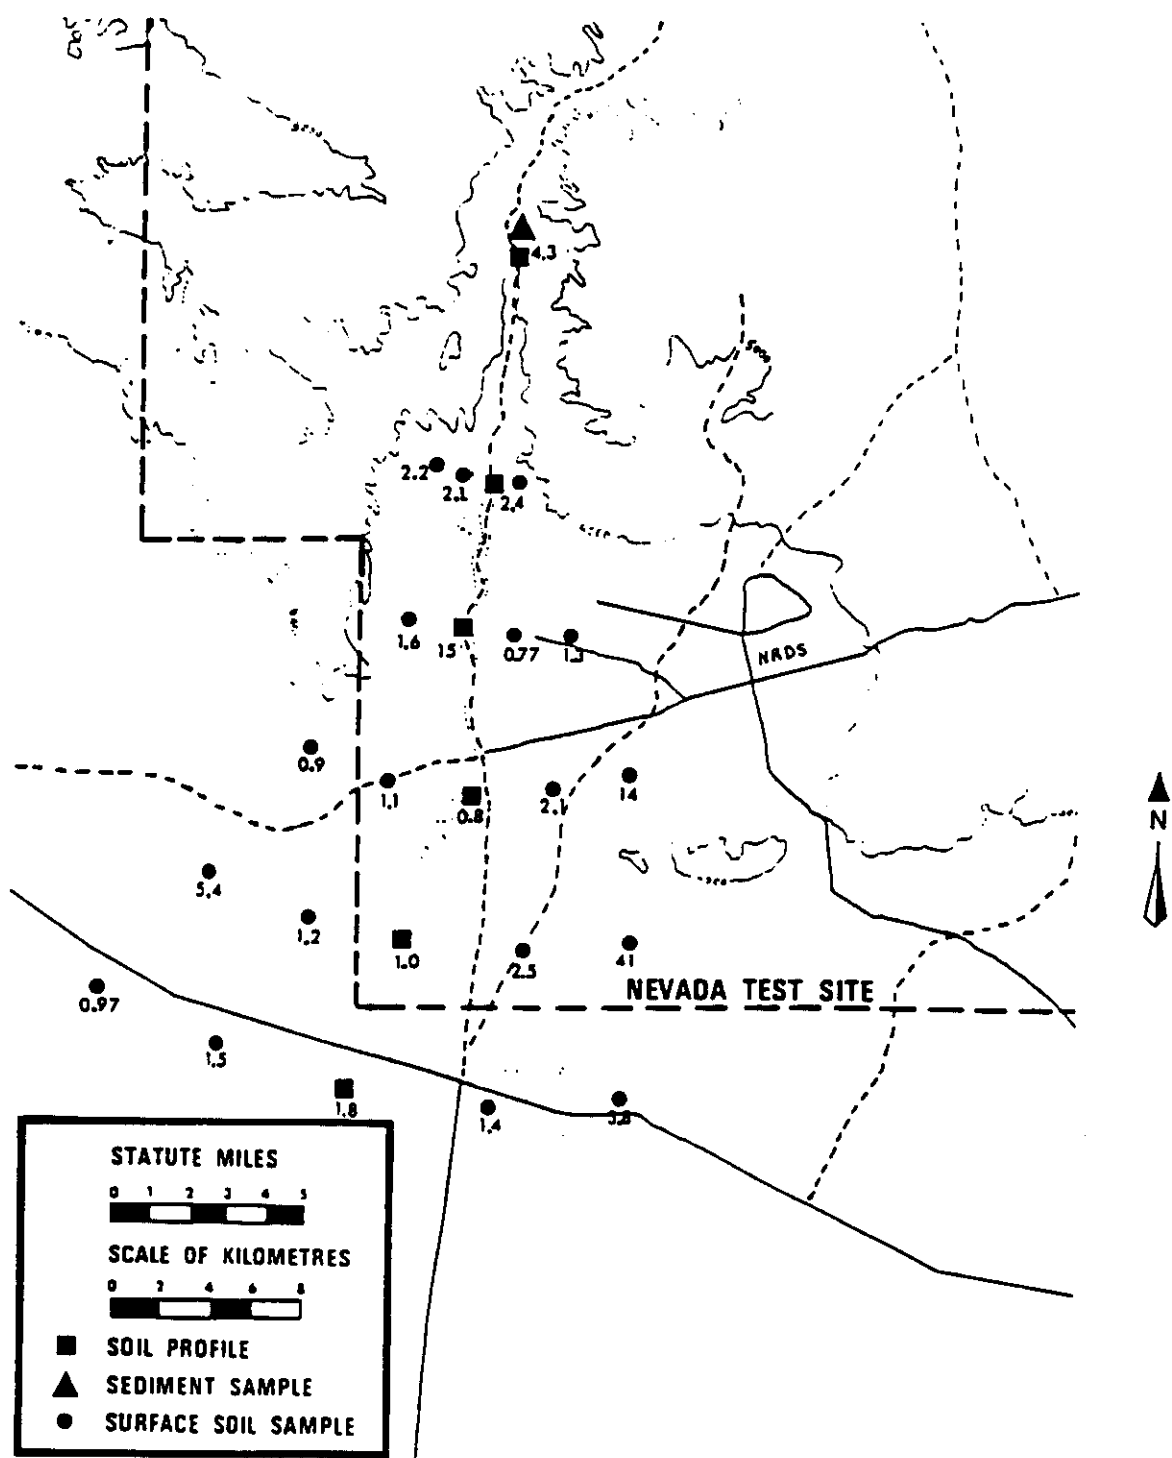 4.3
5000
2.2
2.1
2.4
1.6
15
0.77
NRDS
0.9
1.1
0.8
2.1
14
N
5.4
1.2
1.0
2.5
41
NEVADA TEST SITE
0.97
1.5
1.8
1.4
3.8
STATUTE MILES
0 1 2 3 4 5
SCALE OF KILOMETRES
0 2 4 6 8
SOIL PROFILE
SEDIMENT SAMPLE
SURFACE SOIL SAMPLE